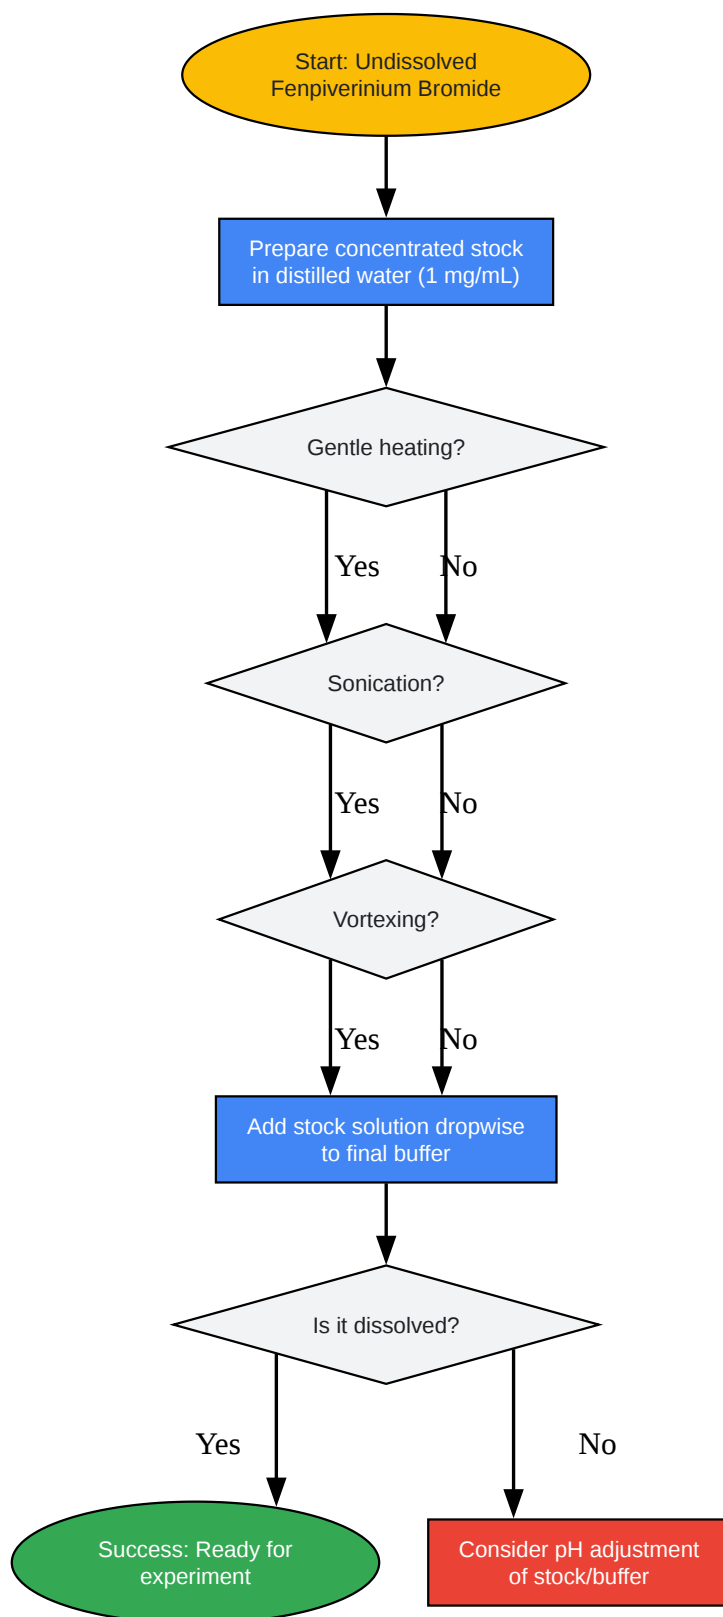 Start: Undissolved
Fenpiverinium Bromide
Prepare concentrated stock
in distilled water (1 mg/mL)
Gentle heating?
Yes
No
Sonication?
Yes
No
Vortexing?
Yes
No
Add stock solution dropwise
to final buffer
Is it dissolved?
Yes
No
Success: Ready for
experiment
Consider pH adjustment
of stock/buffer